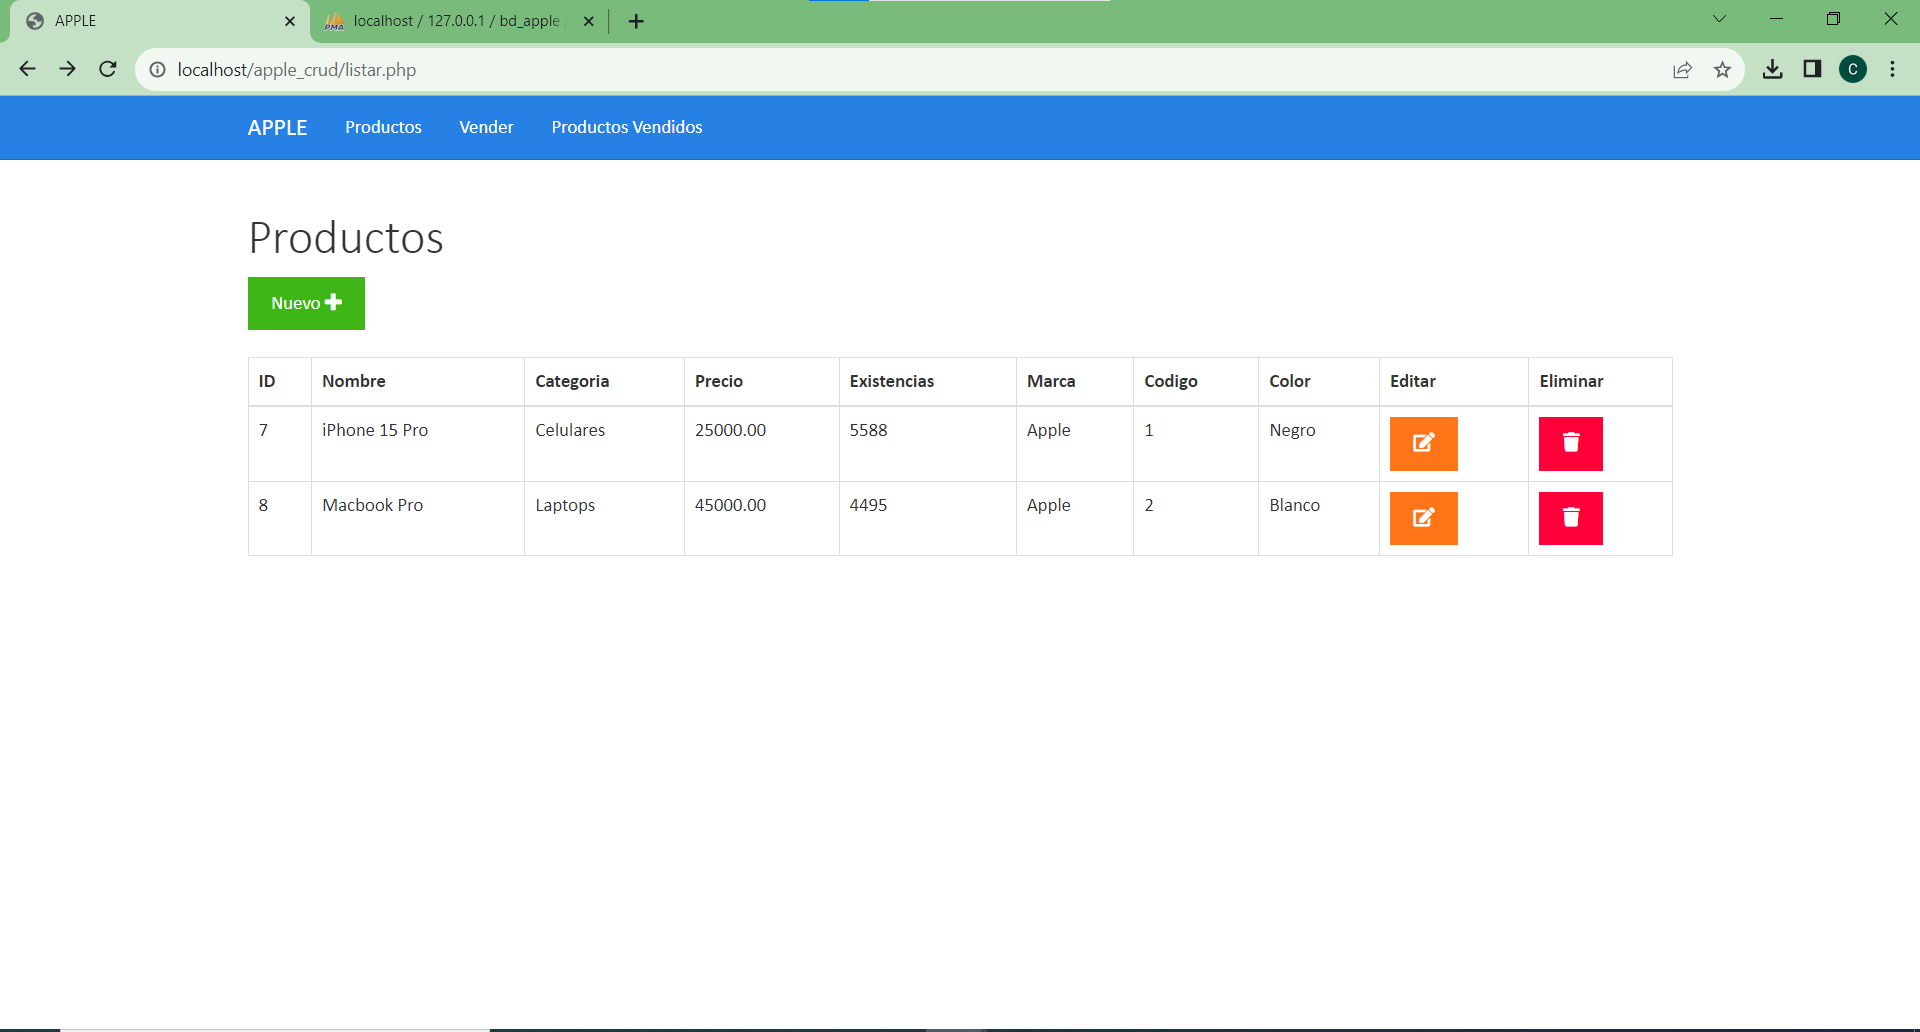 APPLE
localhost / 127.0.0.1 / bd_apple
PMA
localhost/apple_crud/listar.php
C
APPLE Productos Vender Productos Vendidos
Productos
Nuevo
ID Nombre Categoria Precio Existencias Marca Codigo Color Editar Eliminar
7 iPhone 15 Pro Celulares 25000.00 5588 Apple 1 Negro
8 Macbook Pro Laptops 45000.00 4495 Apple 2 Blanco